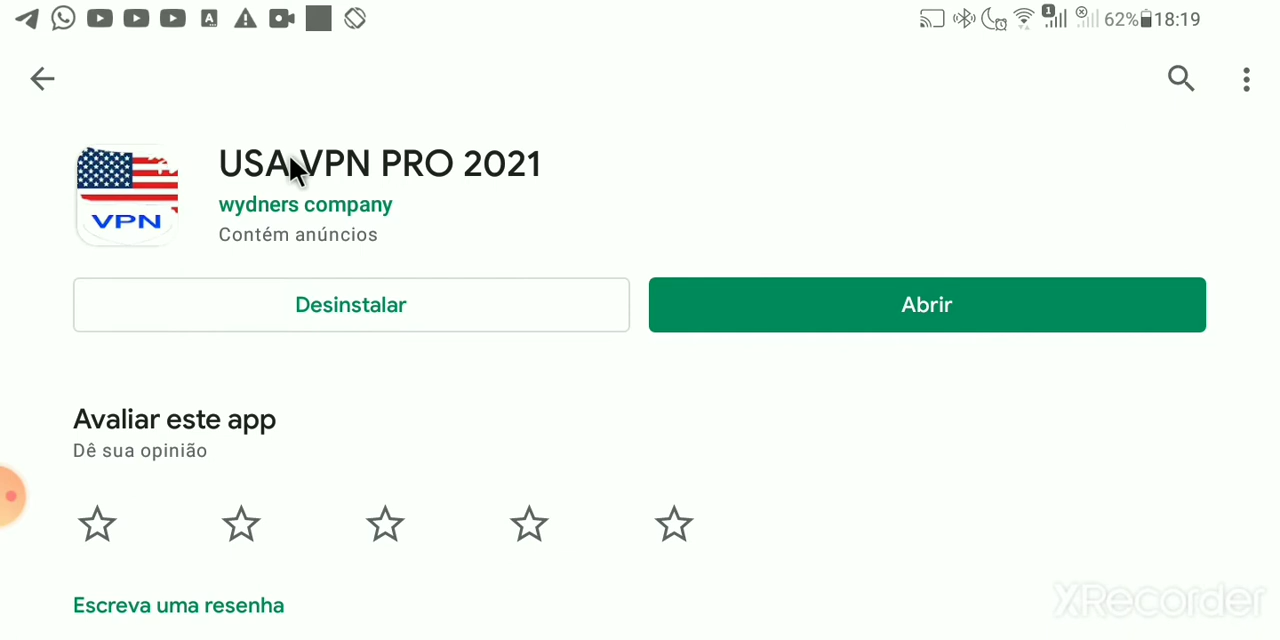 62% 18:19
USA VPN PRO 2021
VPN
wydners company
Contém anúncios
Desinstalar
Abrir
Avaliar este app
Dê sua opinião
Escreva uma resenha
XRecorder